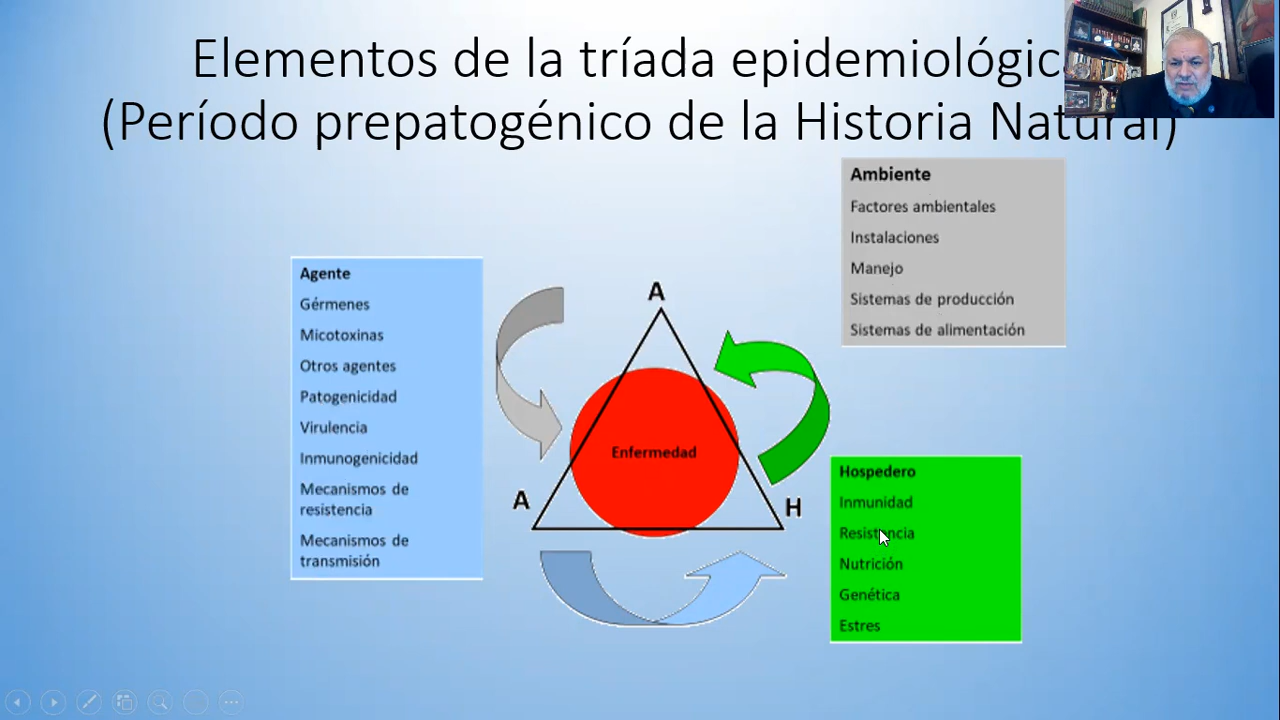 Elementos de la tríada epidemiológic
(Período prepatogénico de la Historia Natural)
Ambiente
Factores ambientales
Instalaciones
Manejo
Sistemas de producción
Sistemas de alimentación
Agente
Gérmenes
Micotoxinas
Otros agentes
Patogenicidad
Virulencia
Inmunogenicidad
Mecanismos de
resistencia
Mecanismos de
transmisión
A
Enfermedad
A
H
Hospedero
Inmunidad
Resistencia
Nutrición
Genética
Estres